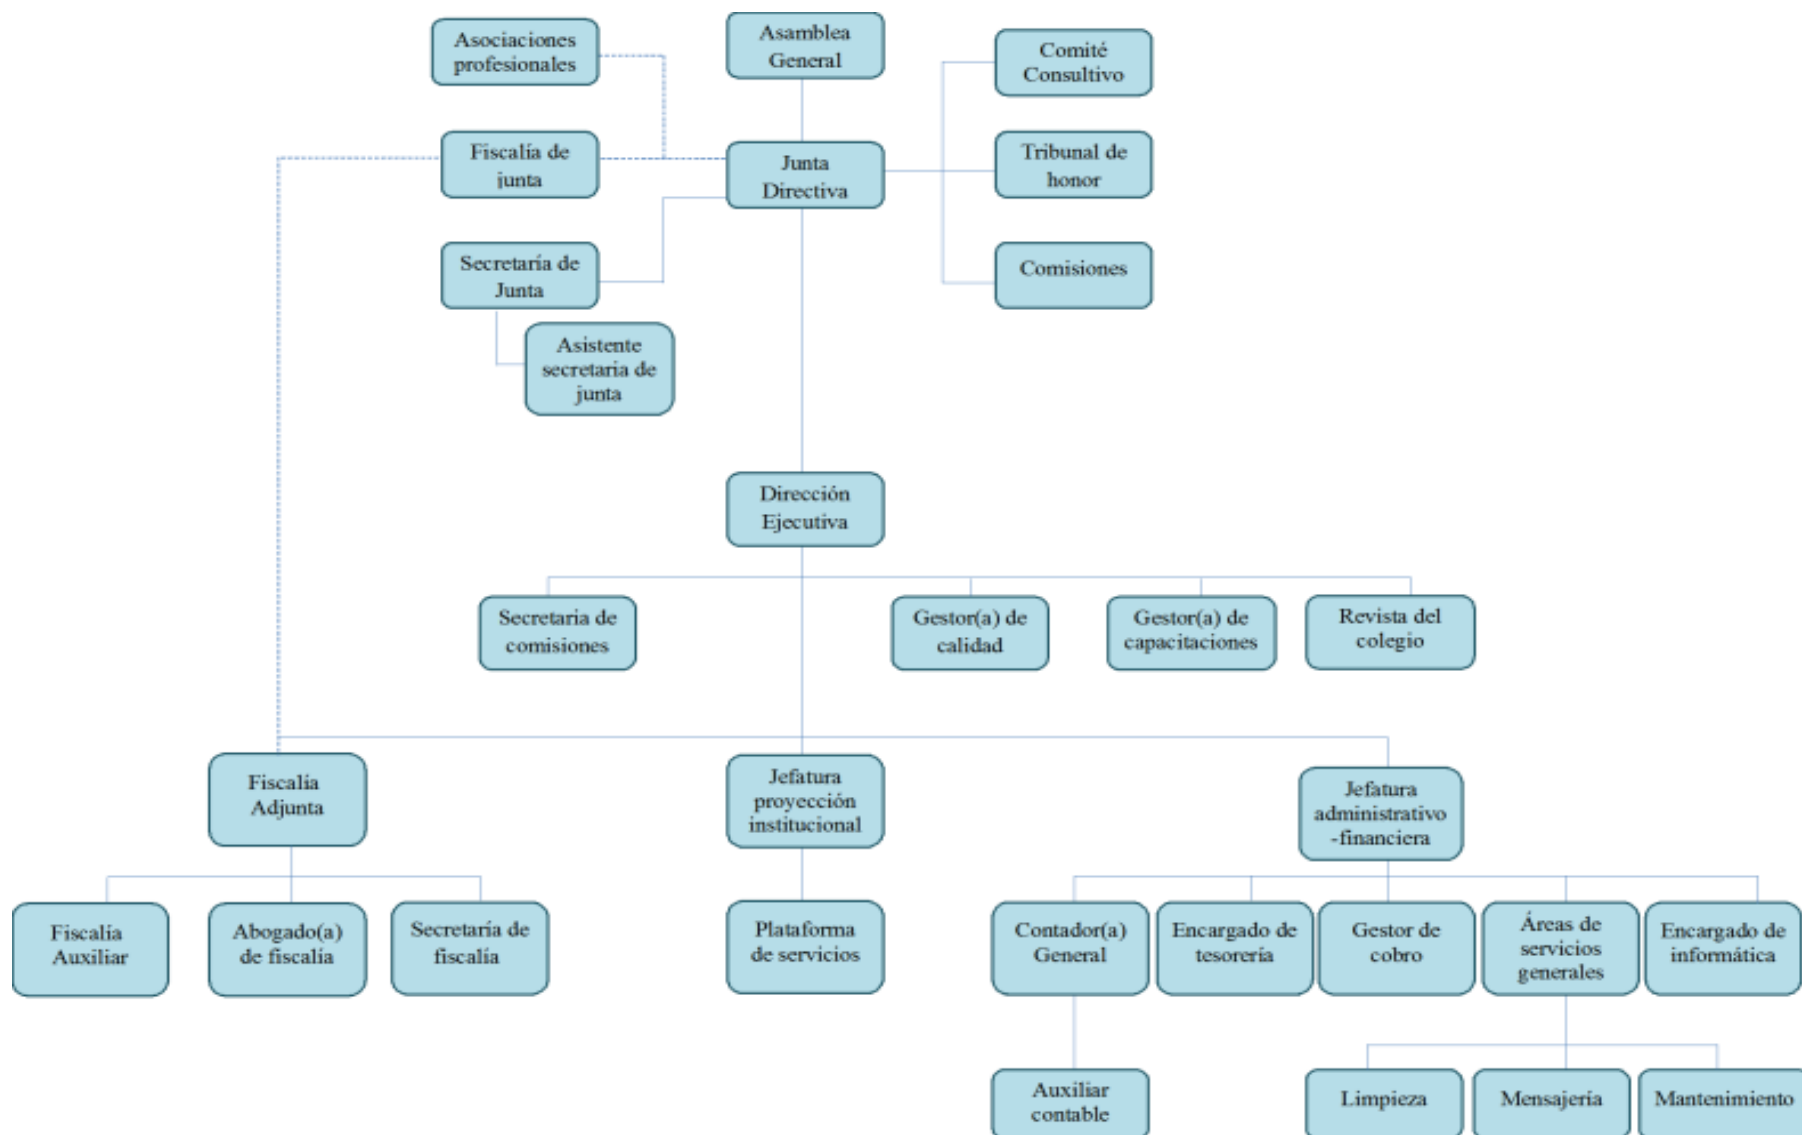 Asociaciones
profesionales
Asamblea
General
Comité
Consultivo
Fiscalía de
junta
Junta
Directiva
Tribunal de
honor
Secretaría de
Junta
Comisiones
Asistente
secretaria de
junta
Dirección
Ejecutiva
Secretaria de
comisiones
Gestor(a) de
calidad
Gestor(a) de
capacitaciones
Revista del
colegio
Fiscalía
Adjunta
Jefatura
proyección
institucional
Jefatura
administrativo
-financiera
Fiscalía
Auxiliar
Abogado(a)
de fiscalía
Secretaría de
fiscalía
Plataforma
de servicios
Contador(a)
General
Encargado de
tesorería
Gestor de
cobro
Áreas de
servicios
generales
Encargado de
informática
Auxiliar
contable
Limpieza
Mensajería
Mantenimiento